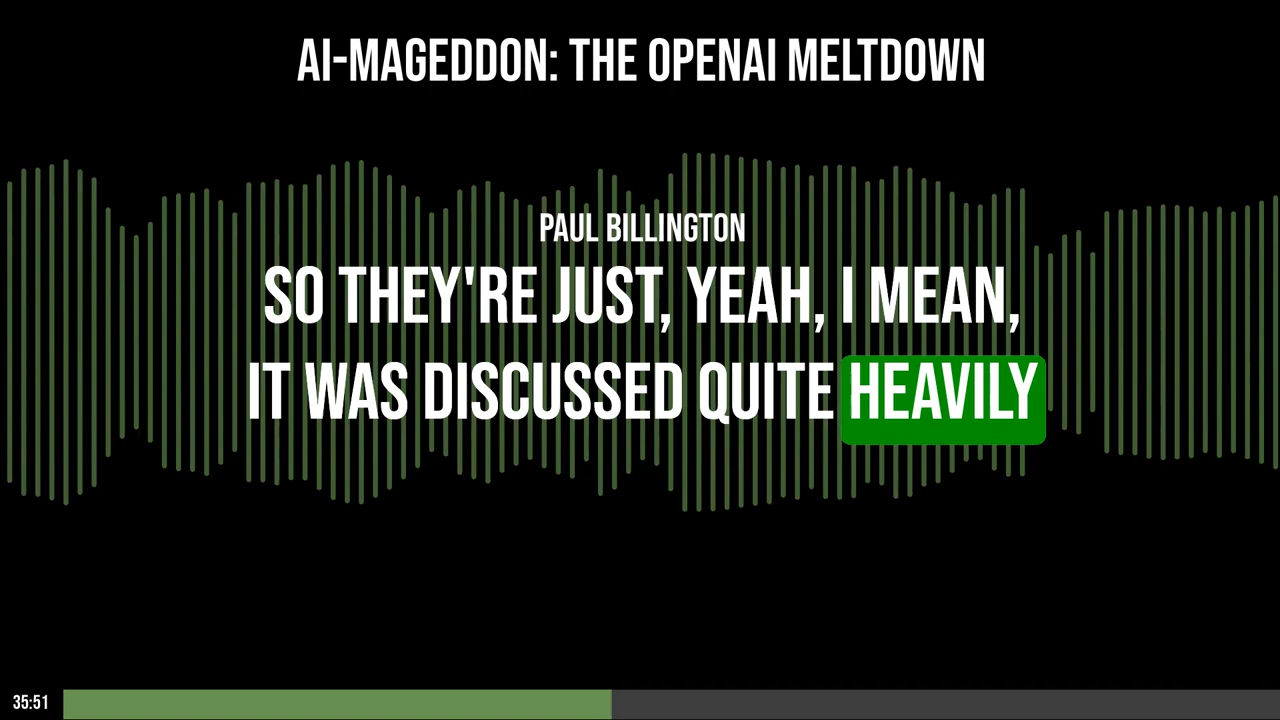 AI-MAGEDDON: THE OPENAI MELTDOWN
PAUL BILLINGTON
SO THEY'RE JUST, YEAH, I MEAN,
IT WAS DISCUSSED QUITE HEAVILY
35:51